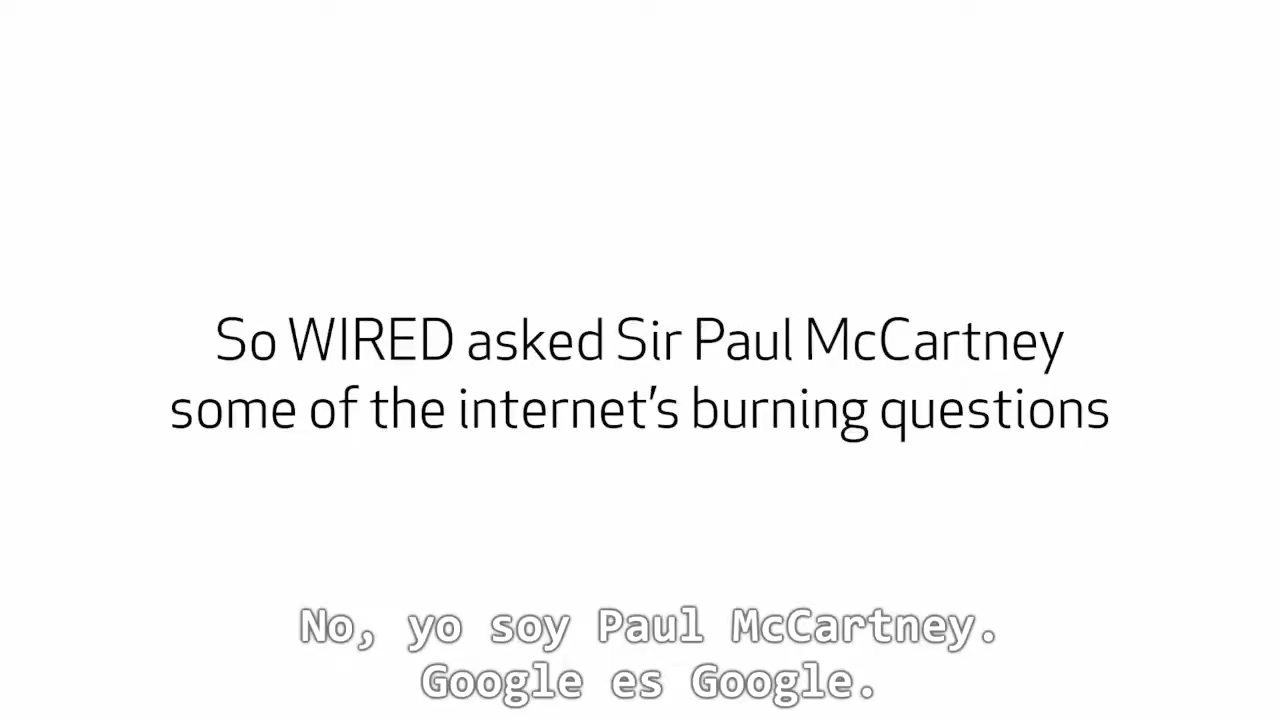 So WIRED asked Sir Paul McCartney
some of the internet's burning questions
No, yo soy Paul McCartney.
Google es Google.